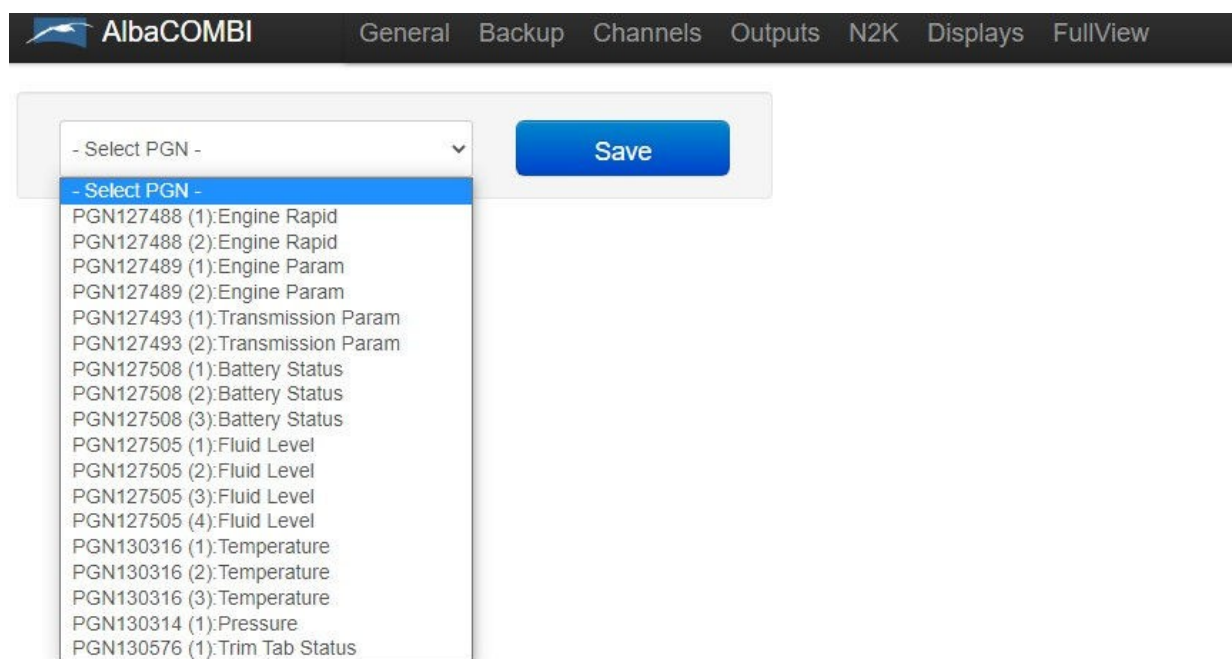 AlbaCOMBI General Backup Channels Outputs N2K Displays FullView
- Select PGN - Save
- Select PGN -
PGN127488 (1):Engine Rapid
PGN127488 (2):Engine Rapid
PGN127489 (1):Engine Param
PGN127489 (2):Engine Param
PGN127493 (1):Transmission Param
PGN127493 (2):Transmission Param
PGN127508 (1):Battery Status
PGN127508 (2):Battery Status
PGN127508 (3):Battery Status
PGN127505 (1):Fluid Level
PGN127505 (2):Fluid Level
PGN127505 (3):Fluid Level
PGN127505 (4):Fluid Level
PGN130316 (1):Temperature
PGN130316 (2):Temperature
PGN130316 (3):Temperature
PGN130314 (1):Pressure
PGN130576 (1):Trim Tab Status